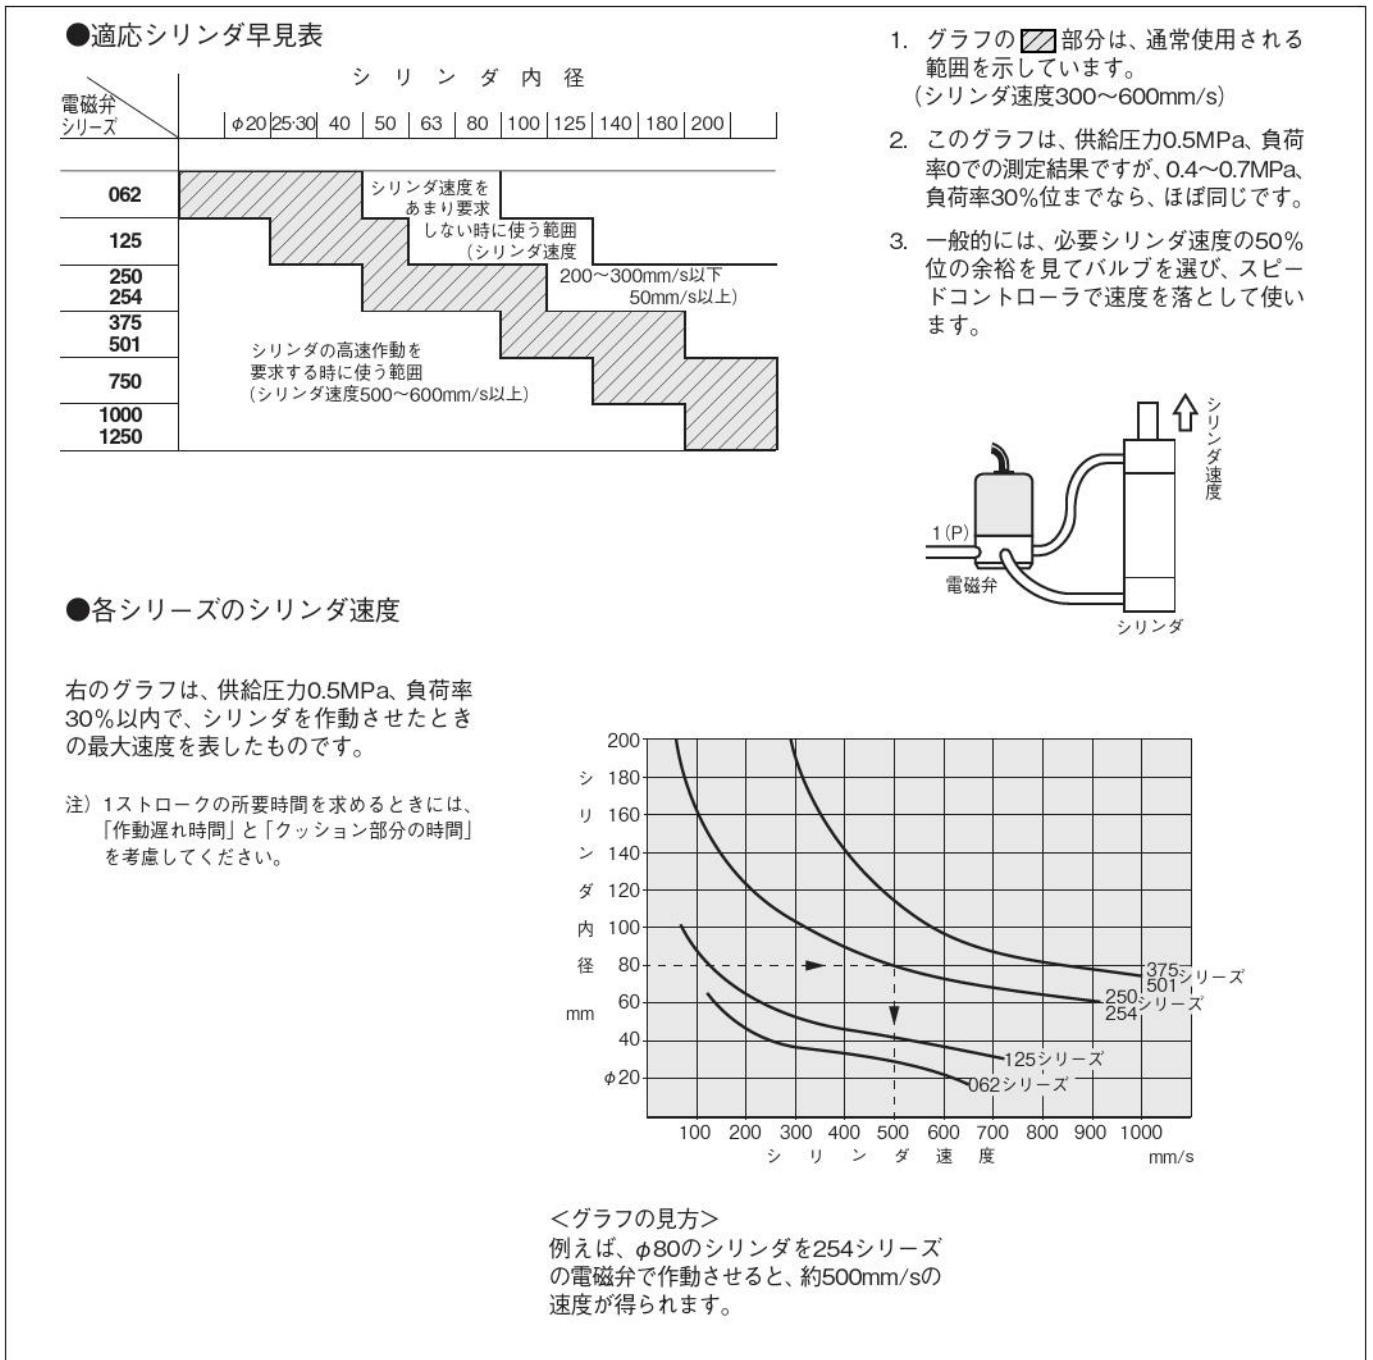 ●適応シリンダ早見表
シリンダ内径
電磁弁
シリーズ
φ20 25·30 40 50 63 80 100 125 140 180 200
062
125
250
254
375
501
750
1000
1250
シリンダ速度を
あまり要求
しない時に使う範囲
(シリンダ速度
200〜300mm/s以下
50mm/s以上)
シリンダの高速作動を
要求する時に使う範囲
(シリンダ速度500〜600mm/s以上)
1. グラフの 部分は、通常使用される
範囲を示しています。
(シリンダ速度300〜600mm/s)
2. このグラフは、供給圧力0.5MPa、負荷
率0での測定結果ですが、0.4〜0.7MPa、
負荷率30%位までなら、ほぼ同じです。
3. 一般的には、必要シリンダ速度の50%
位の余裕を見てバルブを選び、スピー
ドコントローラで速度を落として使い
ます。
シリンダ速度
1(P)
電磁弁
シリンダ
●各シリーズのシリンダ速度
右のグラフは、供給圧力0.5MPa、負荷率
30%以内で、シリンダを作動させたとき
の最大速度を表したものです。
注) 1ストロークの所要時間を求めるときには、
「作動遅れ時間」と「クッション部分の時間」
を考慮してください。
シリンダ内径
mm
200
180
160
140
120
100
80
60
40
φ20
375
501シリーズ
250
254シリーズ
125シリーズ
062シリーズ
100 200 300 400 500 600 700 800 900 1000
シリンダ速度 mm/s
<グラフの見方>
例えば、φ80のシリンダを254シリーズ
の電磁弁で作動させると、約500mm/sの
速度が得られます。